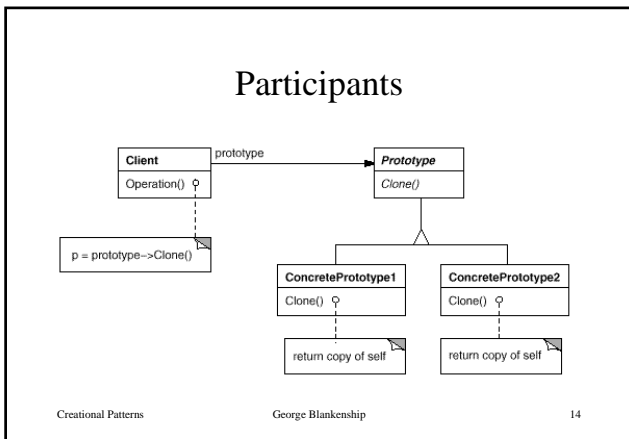 Participants
prototype
Client
Operation()
Prototype
Clone()
p = prototype->Clone()
ConcretePrototype1
Clone()
ConcretePrototype2
Clone()
return copy of self
return copy of self
Creational Patterns
George Blankenship
14